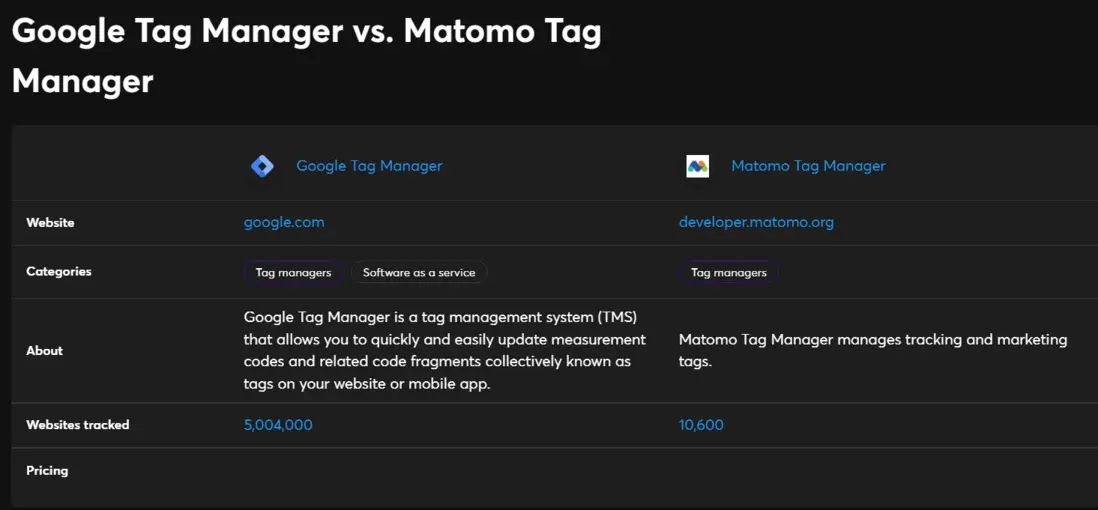 Google Tag Manager vs. Matomo Tag
Manager
Google Tag Manager
Matomo Tag Manager
Website
google.com
developer.matomo.org
Categories
Tag managers
Software as a service
Tag managers
About
Google Tag Manager is a tag management system (TMS)
that allows you to quickly and easily update measurement
codes and related code fragments collectively known as
tags on your website or mobile app.
Matomo Tag Manager manages tracking and marketing
tags.
Websites tracked
5,004,000
10,600
Pricing